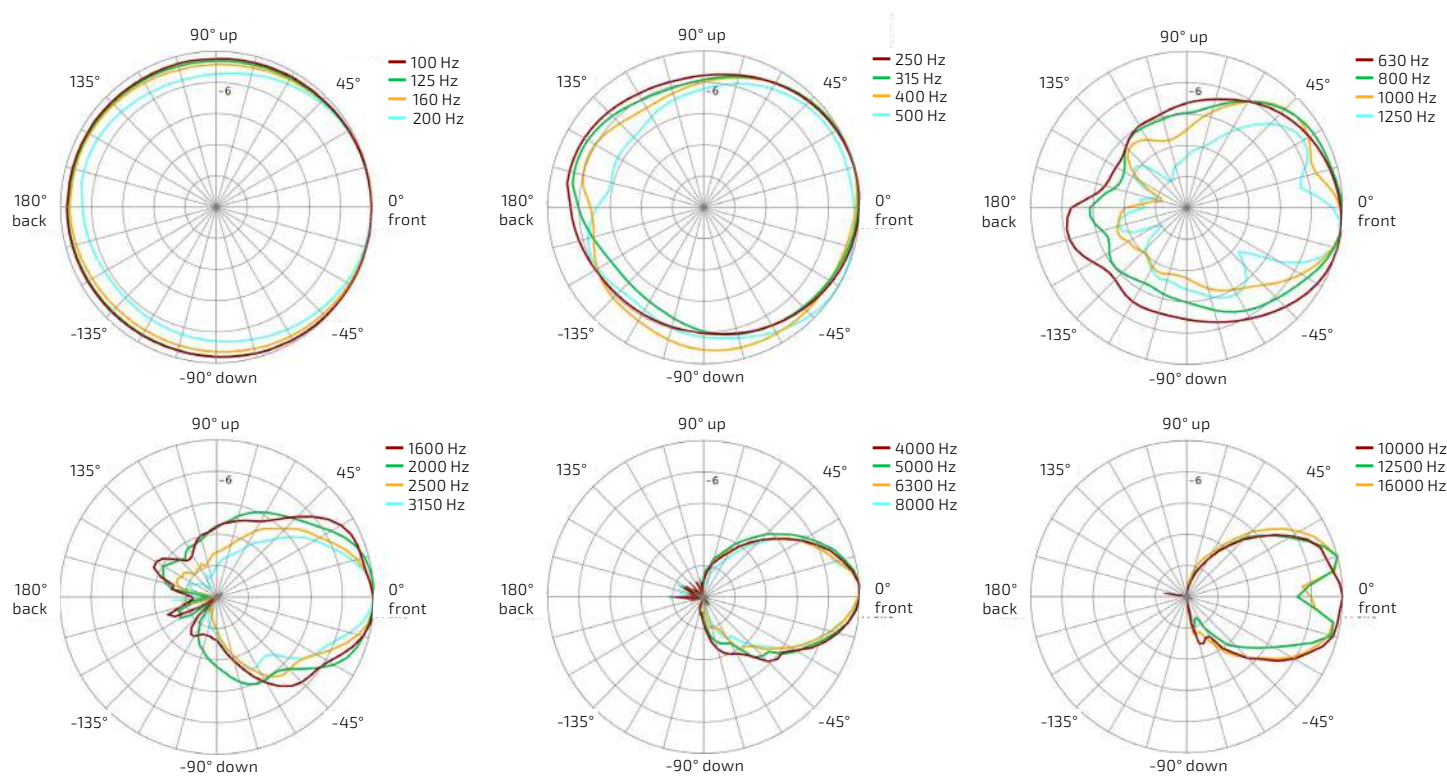 90° up
135°
45°
-6
180°
back
0°
front
-135°
-45°
-90° down
100 Hz
125 Hz
160 Hz
200 Hz
90° up
135°
45°
-6
180°
back
0°
front
-135°
-45°
-90° down
250 Hz
315 Hz
400 Hz
500 Hz
90° up
135°
45°
-6
180°
back
0°
front
-135°
-45°
-90° down
630 Hz
800 Hz
1000 Hz
1250 Hz
90° up
135°
45°
-6
180°
back
0°
front
-135°
-45°
-90° down
1600 Hz
2000 Hz
2500 Hz
3150 Hz
90° up
135°
45°
-6
180°
back
0°
front
-135°
-45°
-90° down
4000 Hz
5000 Hz
6300 Hz
8000 Hz
90° up
135°
45°
-6
180°
back
0°
front
-135°
-45°
-90° down
10000 Hz
12500 Hz
16000 Hz